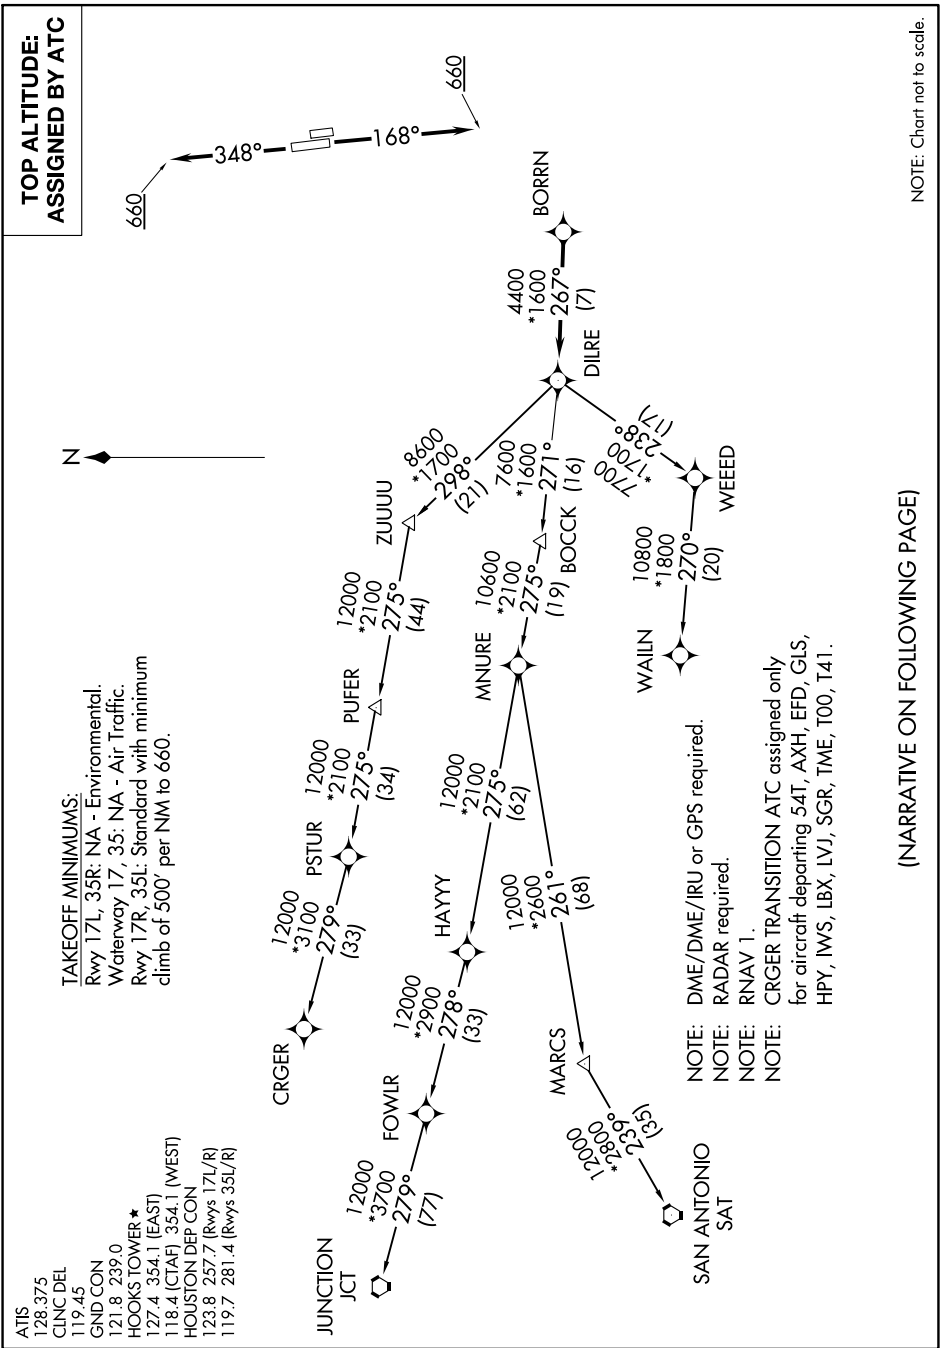 TOP ALTITUDE:
ASSIGNED BY ATC
ATIS
128.375
CLNC DEL
119.45
GND CON
121.8 239.0
HOOKS TOWER★
127.4 354.1 (EAST)
118.4 (CTAF) 354.1 (WEST)
HOUSTON DEP CON
123.8 257.7 (Rwys 17L/R)
119.7 281.4 (Rwys 35L/R)
TAKEOFF MINIMUMS:
Rwy 17L, 35R: NA - Environmental.
Waterway 17, 35: NA - Air Traffic.
Rwy 17R, 35L: Standard with minimum
climb of 500' per NM to 660.
N
660
348°
168°
660
CRGER
12000
*3100
279°
(33)
PSTUR
12000
*2100
275°
(34)
PUFER
12000
*2100
275°
(44)
ZUUUU
8600
*1700
298°
(21)
JUNCTION
JCT
12000
*3700
279°
(77)
FOWLR
12000
*2900
278°
(33)
HAYYY
12000
*2100
275°
(62)
MNURE
10600
*2100
275°
(19)
BOCCK
7600
*1600
271°
(16)
DILRE
4400
*1600
267°
(7)
BORRN
SAN ANTONIO
SAT
12000
*2800
239°
(35)
MARCS
12000
*2600
261°
(68)
WAILN
10800
*1800
270°
(20)
WEEED
7700
*1700
238°
(17)
NOTE: DME/DME/IRU or GPS required.
NOTE: RADAR required.
NOTE: RNAV 1.
NOTE: CRGER TRANSITION ATC assigned only
for aircraft departing 54T, AXH, EFD, GLS,
HPY, IWS, LBX, LVJ, SGR, TME, T00, T41.
(NARRATIVE ON FOLLOWING PAGE)
NOTE: Chart not to scale.